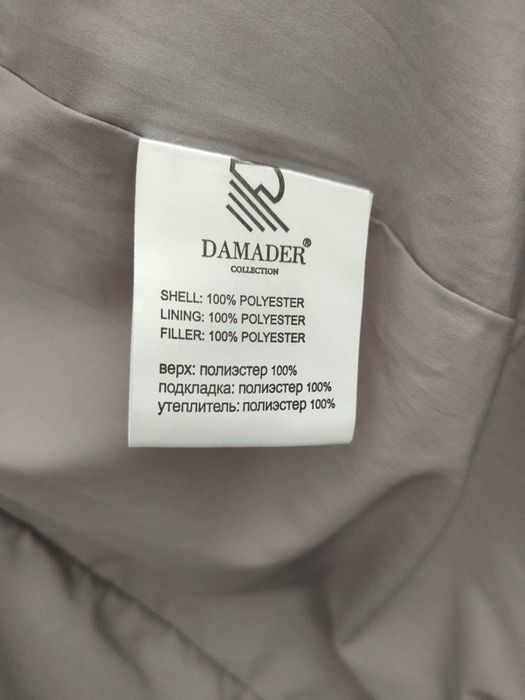 DAMADER®
COLLECTION
SHELL: 100% POLYESTER
LINING: 100% POLYESTER
FILLER: 100% POLYESTER
верх: полиэстер 100%
подкладка: полиэстер 100%
утеплитель: полиэстер 100%